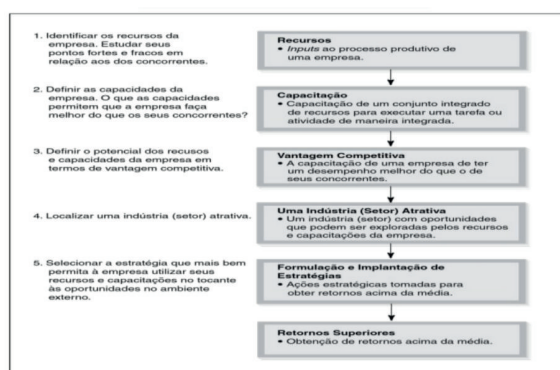 1. Identificar os recursos da
empresa. Estudar seus
pontos fortes e fracos em
relação aos dos concorrentes.
Recursos
• Inputs ao processo produtivo de
uma empresa.
2. Definir as capacidades da
empresa. O que as capacidades
permitem que a empresa faça
melhor do que os seus concorrentes?
Capacitação
• Capacitação de um conjunto integrado
de recursos para executar uma tarefa ou
atividade de maneira integrada.
3. Definir o potencial dos recusos
e capacidades da empresa em
termos de vantagem competitiva.
Vantagem Competitiva
• A capacitação de uma empresa de ter
um desempenho melhor do que o de
seus concorrentes.
4. Localizar uma indústria (setor) atrativa.
Uma Indústria (Setor) Atrativa
• Um indústria (setor) com oportunidades
que podem ser exploradas pelos recursos
e capacitações da empresa.
5. Selecionar a estratégia que mais bem
permita à empresa utilizar seus
recursos e capacitações no tocante
às oportunidades no ambiente
externo.
Formulação e Implantação de
Estratégias
• Ações estratégicas tomadas para
obter retornos acima da média.
Retornos Superiores
• Obtenção de retornos acima da média.